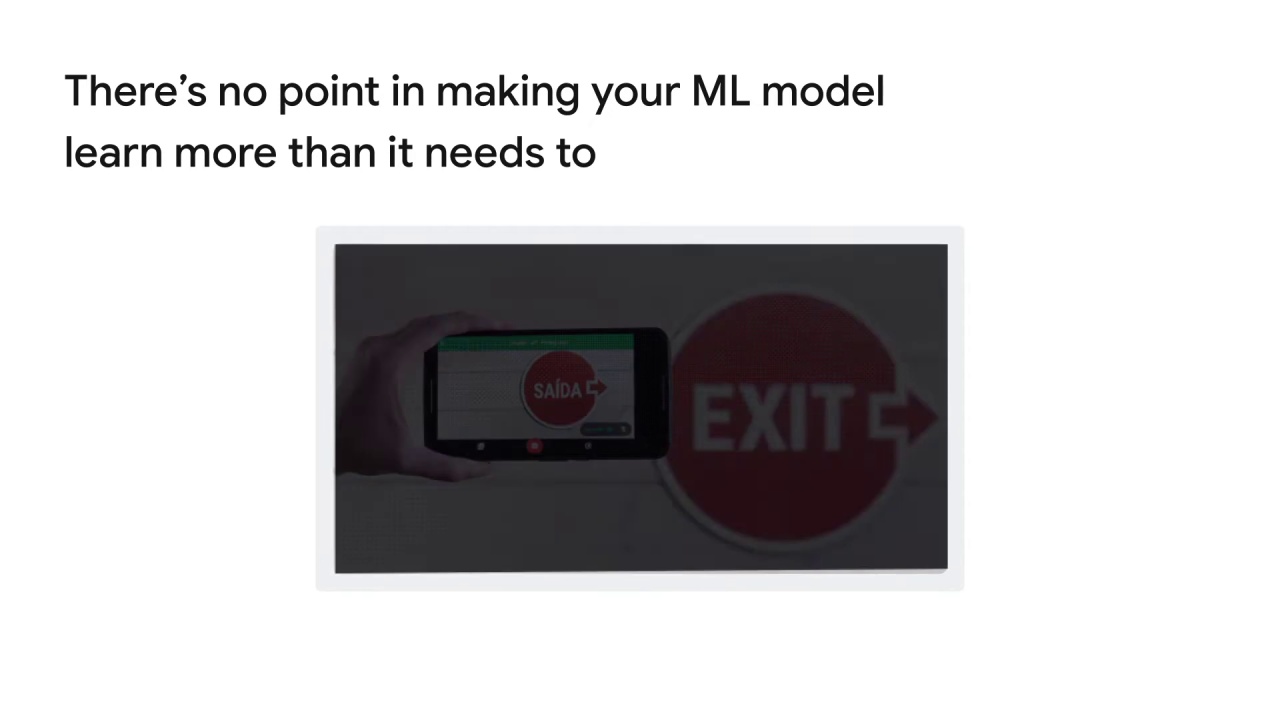 There’s no point in making your ML model
learn more than it needs to
SAÍDA
EXIT